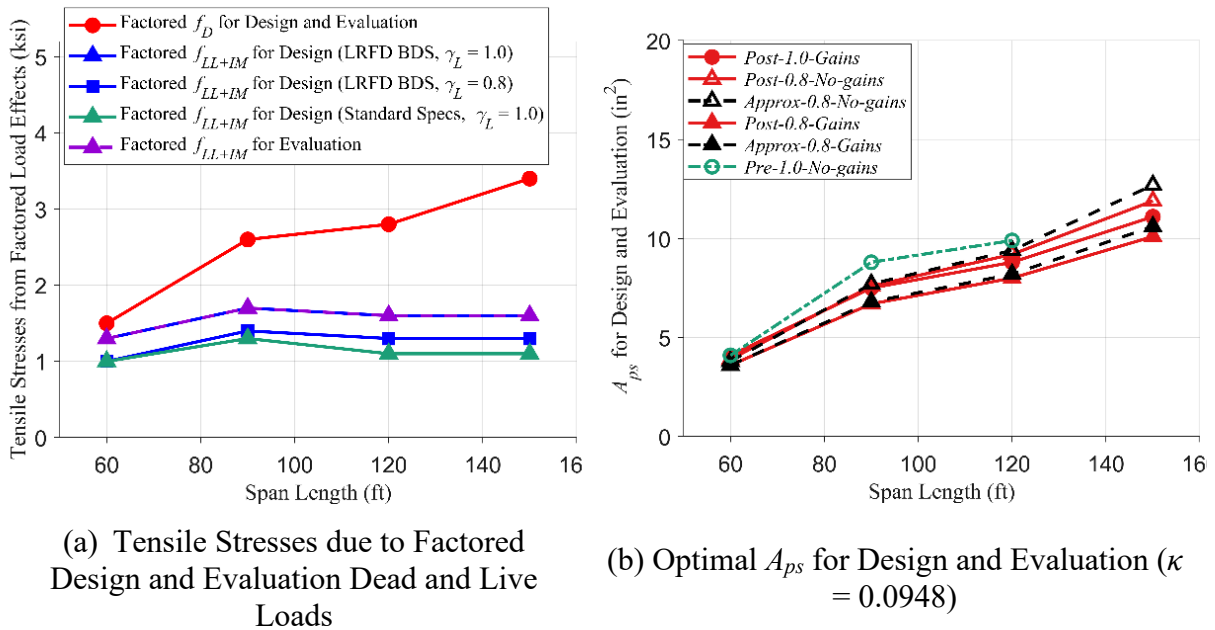 Factored f_D for Design and Evaluation
Factored f_LL+IM for Design (LRFD BDS, γ_L = 1.0)
Factored f_LL+IM for Design (LRFD BDS, γ_L = 0.8)
Factored f_LL+IM for Design (Standard Specs, γ_L = 1.0)
Factored f_LL+IM for Evaluation
Tensile Stresses from Factored Load Effects (ksi)
5
4
3
2
1
0
60
80
100
120
140
16
Span Length (ft)
(a) Tensile Stresses due to Factored
Design and Evaluation Dead and Live
Loads
Post-1.0-Gains
Post-0.8-No-gains
Approx-0.8-No-gains
Post-0.8-Gains
Approx-0.8-Gains
Pre-1.0-No-gains
A_ps for Design and Evaluation (in²)
20
15
10
5
0
60
80
100
120
140
16
Span Length (ft)
(b) Optimal A_ps for Design and Evaluation (κ
= 0.0948)